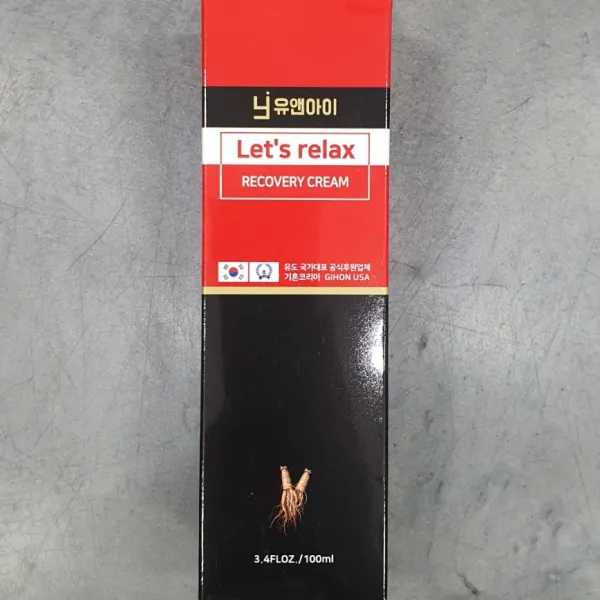 유앤아이
Let's relax
RECOVERY CREAM
유도 국가대표 공식후원업체
기혼코리아 GIHON USA
3.4FLOZ./100ml